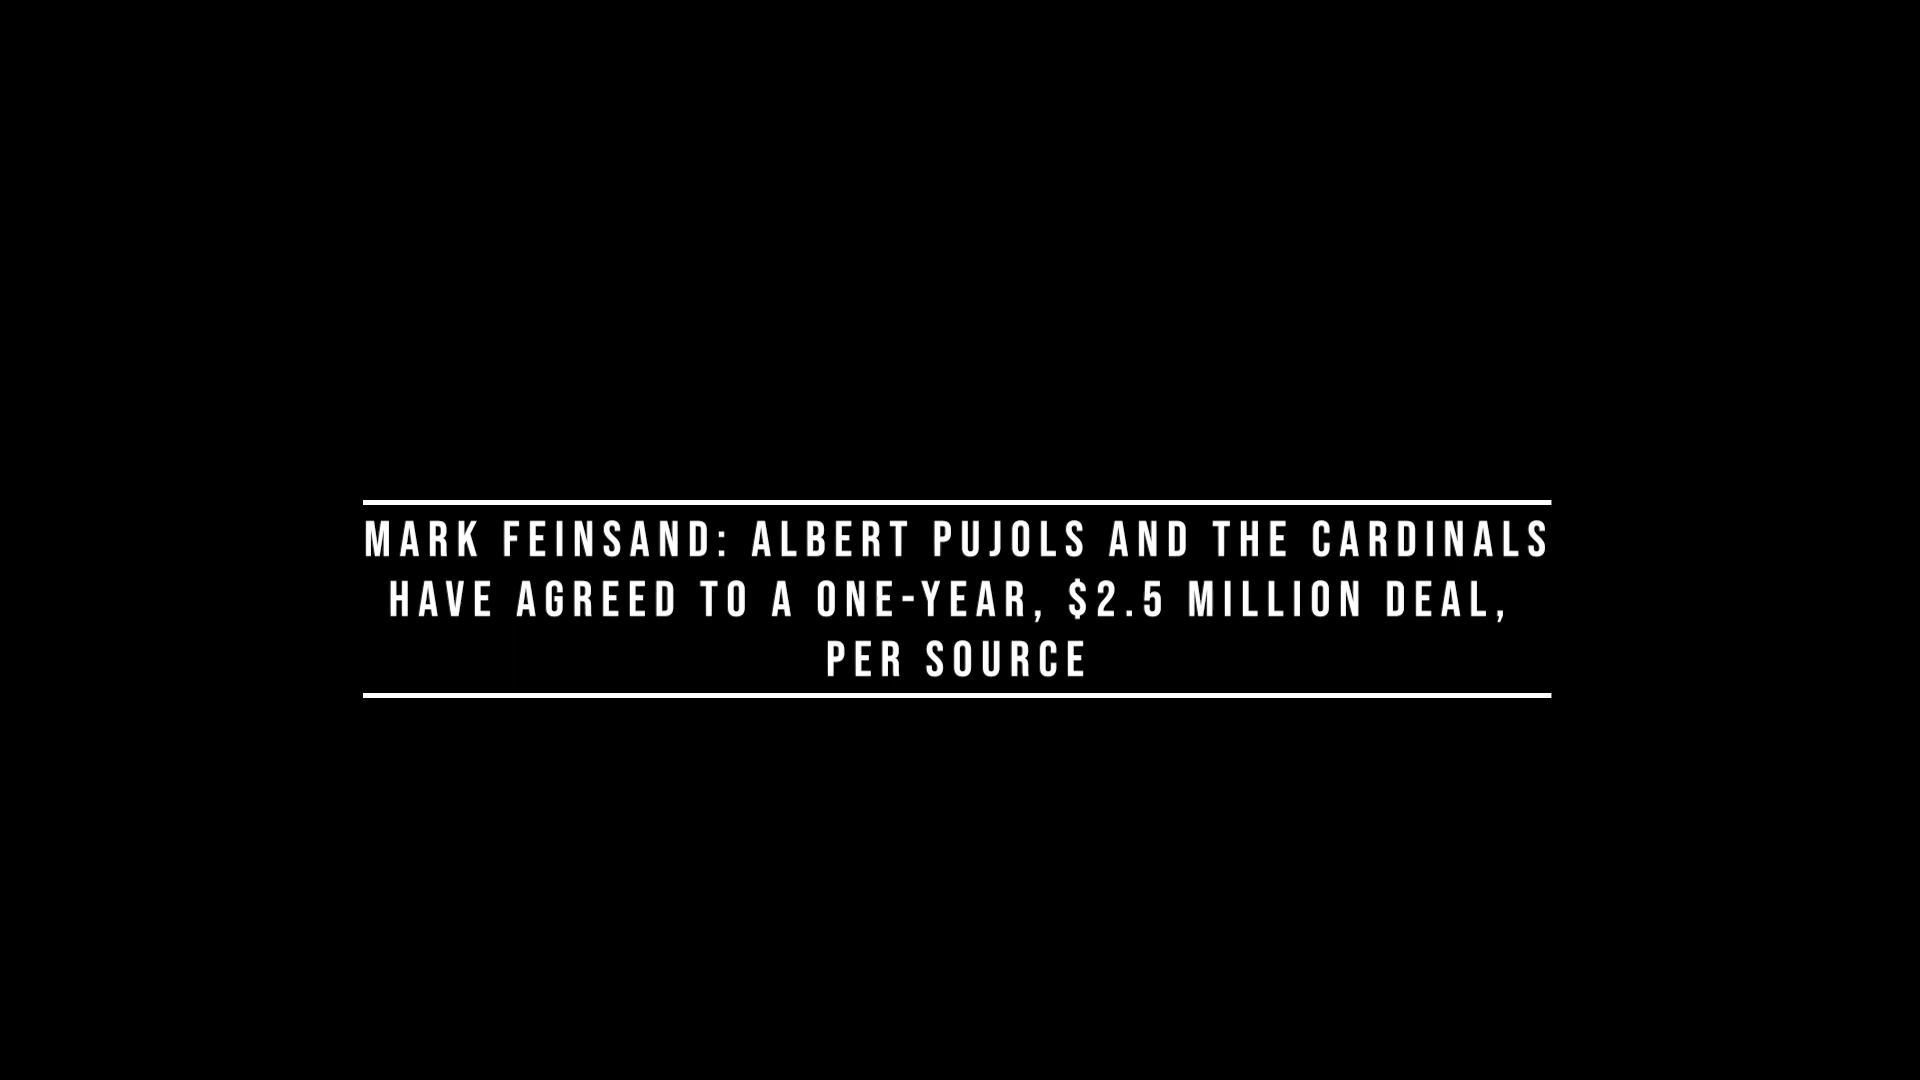 MARK FEINSAND: ALBERT PUJOLS AND THE CARDINALS
HAVE AGREED TO A ONE-YEAR, $2.5 MILLION DEAL,
PER SOURCE